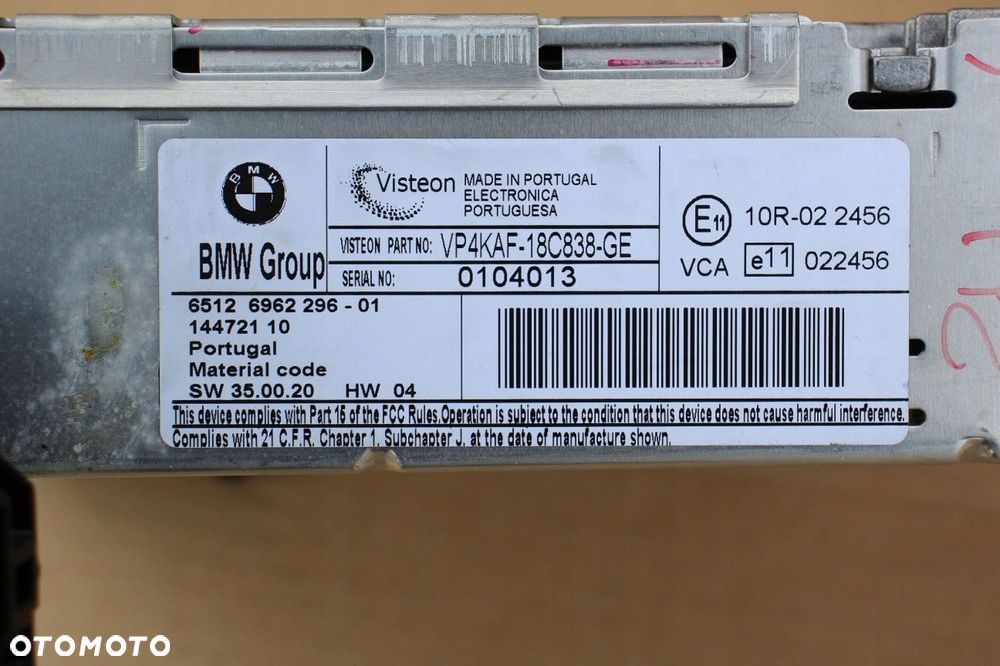 BMW
BMW Group
Visteon
MADE IN PORTUGAL
ELECTRONICA
PORTUGUESA
VISTEON PART NO: VP4KAF-18C838-GE
SERIAL NO: 0104013
E11 10R-02 2456
VCA e11 022456
6512 6962 296 - 01
144721 10
Portugal
Material code
SW 35.00.20 HW 04
This device complies with Part 15 of the FCC Rules.Operation is subject to the condition that this device does not cause harmful interference.
Complies with 21 C.F.R. Chapter 1, Subchapter J, at the date of manufacture shown.
OTOMOTO